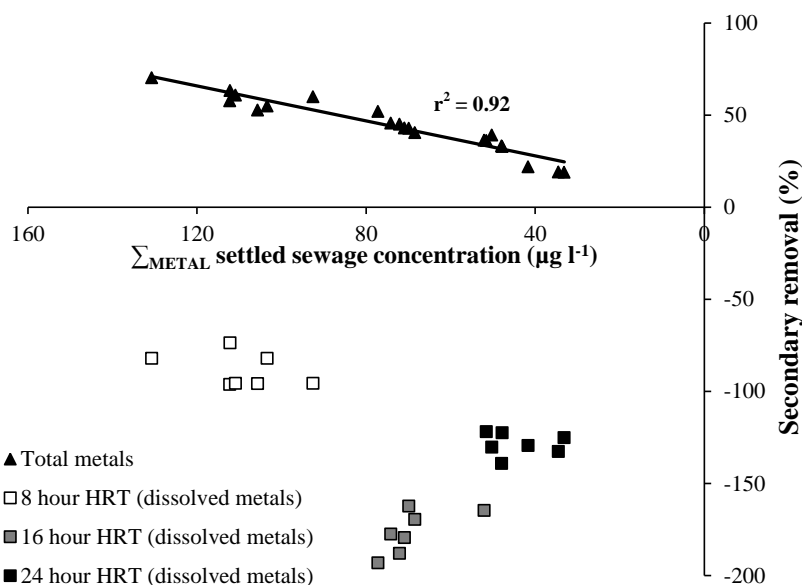 100
r² = 0.92
50
0
160
120
80
40
0
∑METAL settled sewage concentration (µg l-1)
Secondary removal (%)
-50
-100
Total metals
8 hour HRT (dissolved metals)
-150
16 hour HRT (dissolved metals)
24 hour HRT (dissolved metals)
-200